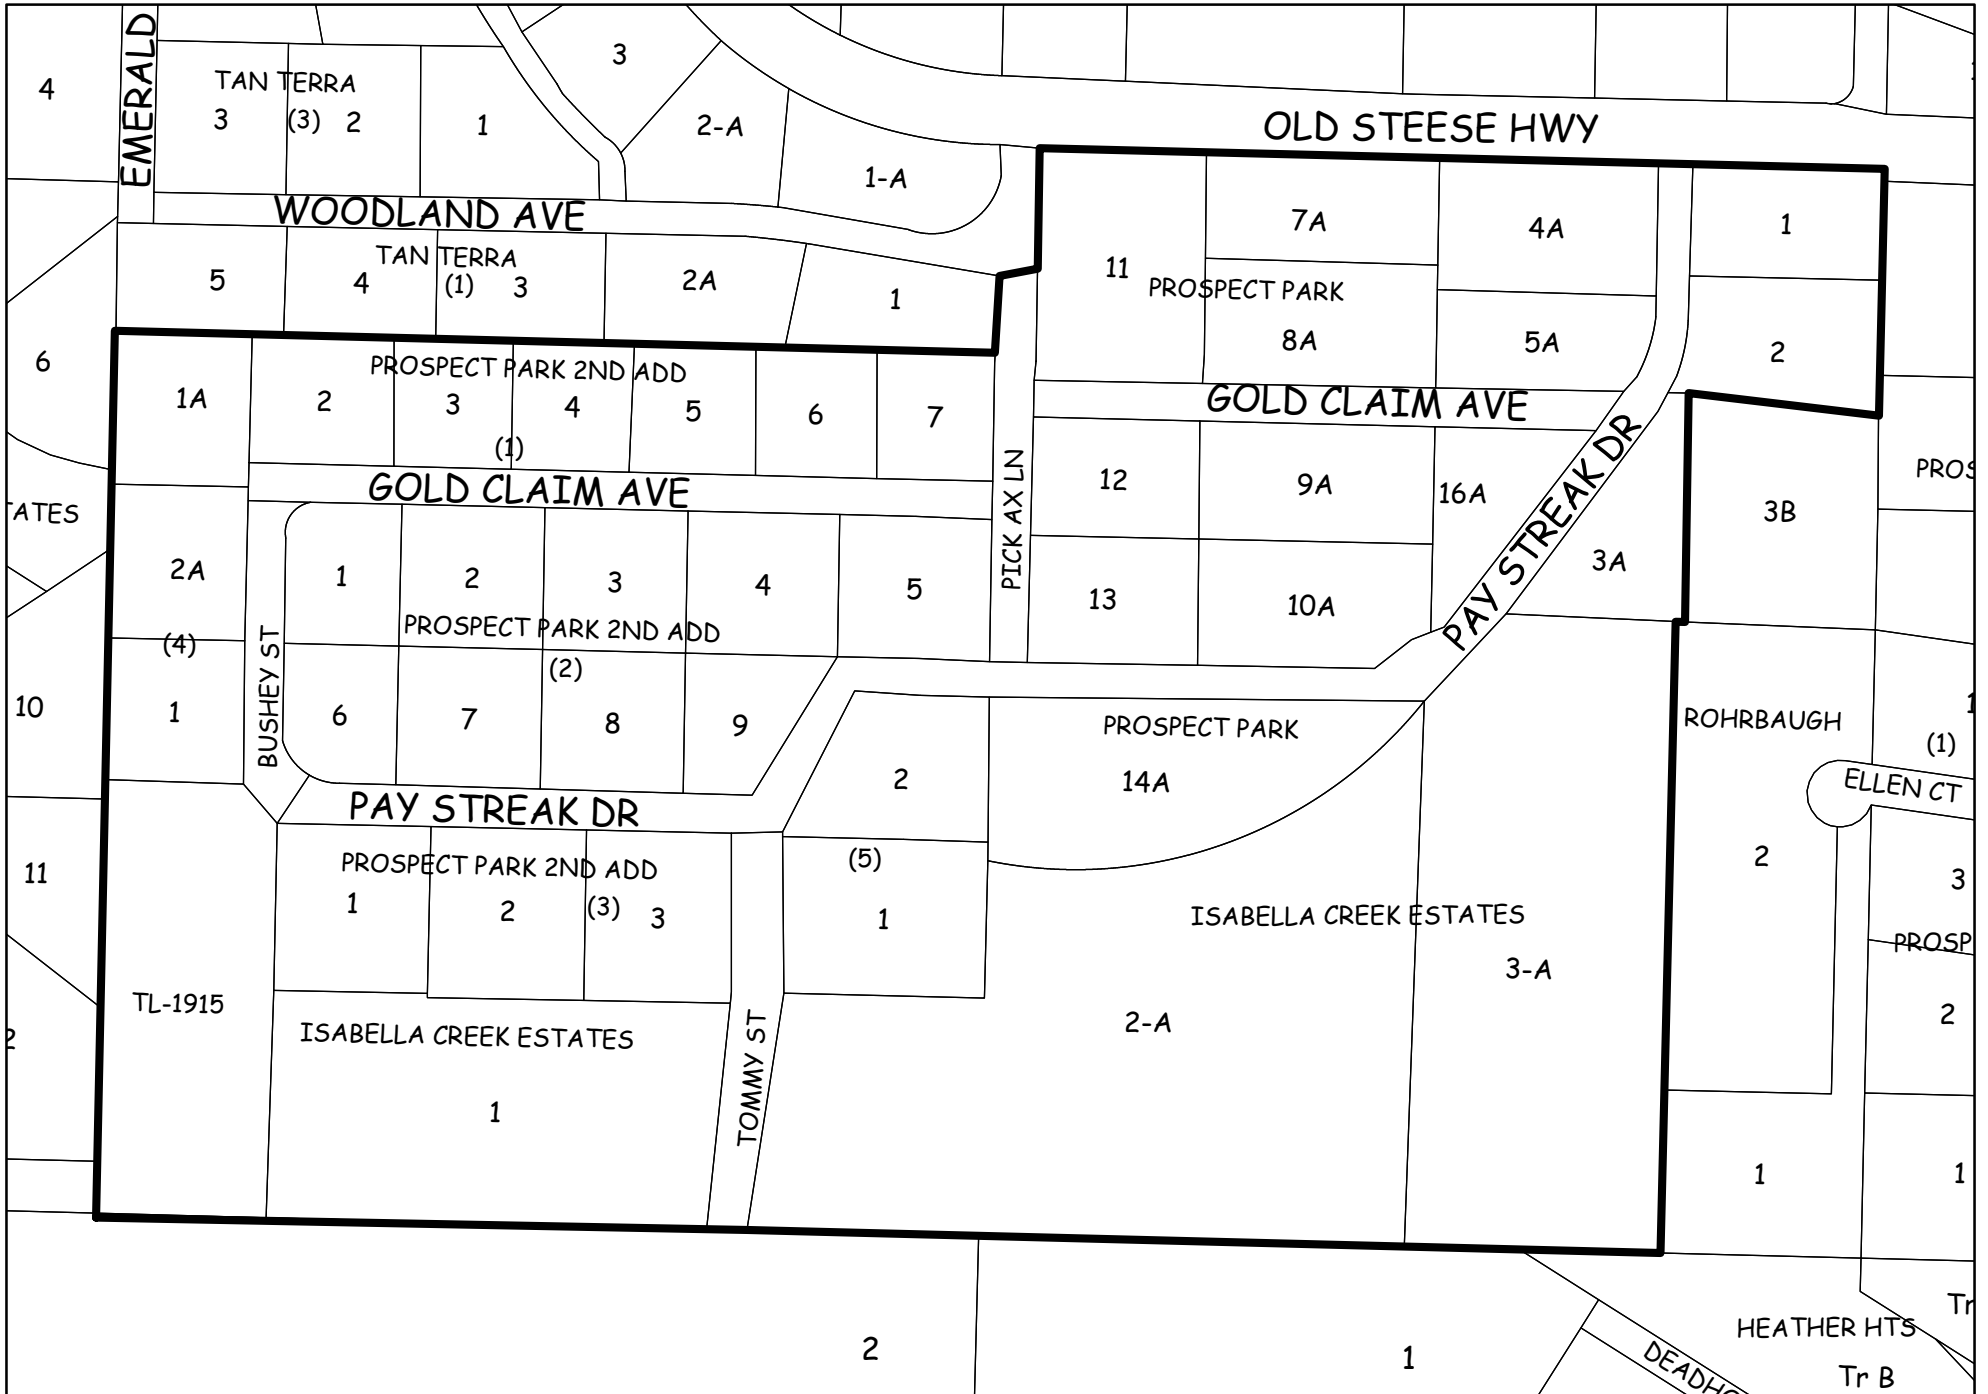 EMERALD
4
3
TAN TERRA
3 (3) 2
1
2-A
1-A
OLD STEESE HWY
WOODLAND AVE
TAN TERRA
5
4
(1)
3
2A
1
11
7A
4A
1
PROSPECT PARK
8A
5A
2
6
PROSPECT PARK 2ND ADD
1A
2
3
4
5
6
7
(1)
GOLD CLAIM AVE
GOLD CLAIM AVE
PICK AX LN
12
9A
16A
PAY STREAK DR
3B
PROS
TATES
2A
1
2
3
4
5
13
10A
3A
PROSPECT PARK 2ND ADD
(2)
(4)
BUSHEY ST
10
1
6
7
8
9
2
PROSPECT PARK
14A
ROHRBAUGH
1
(1)
ELLEN CT
PAY STREAK DR
11
PROSPECT PARK 2ND ADD
1
2
(3)
3
(5)
1
ISABELLA CREEK ESTATES
2
3
PROSP
3-A
2-A
2
TL-1915
ISABELLA CREEK ESTATES
TOMMY ST
2
1
1
1
2
1
HEATHER HTS
Tr
Tr B
DEADHO